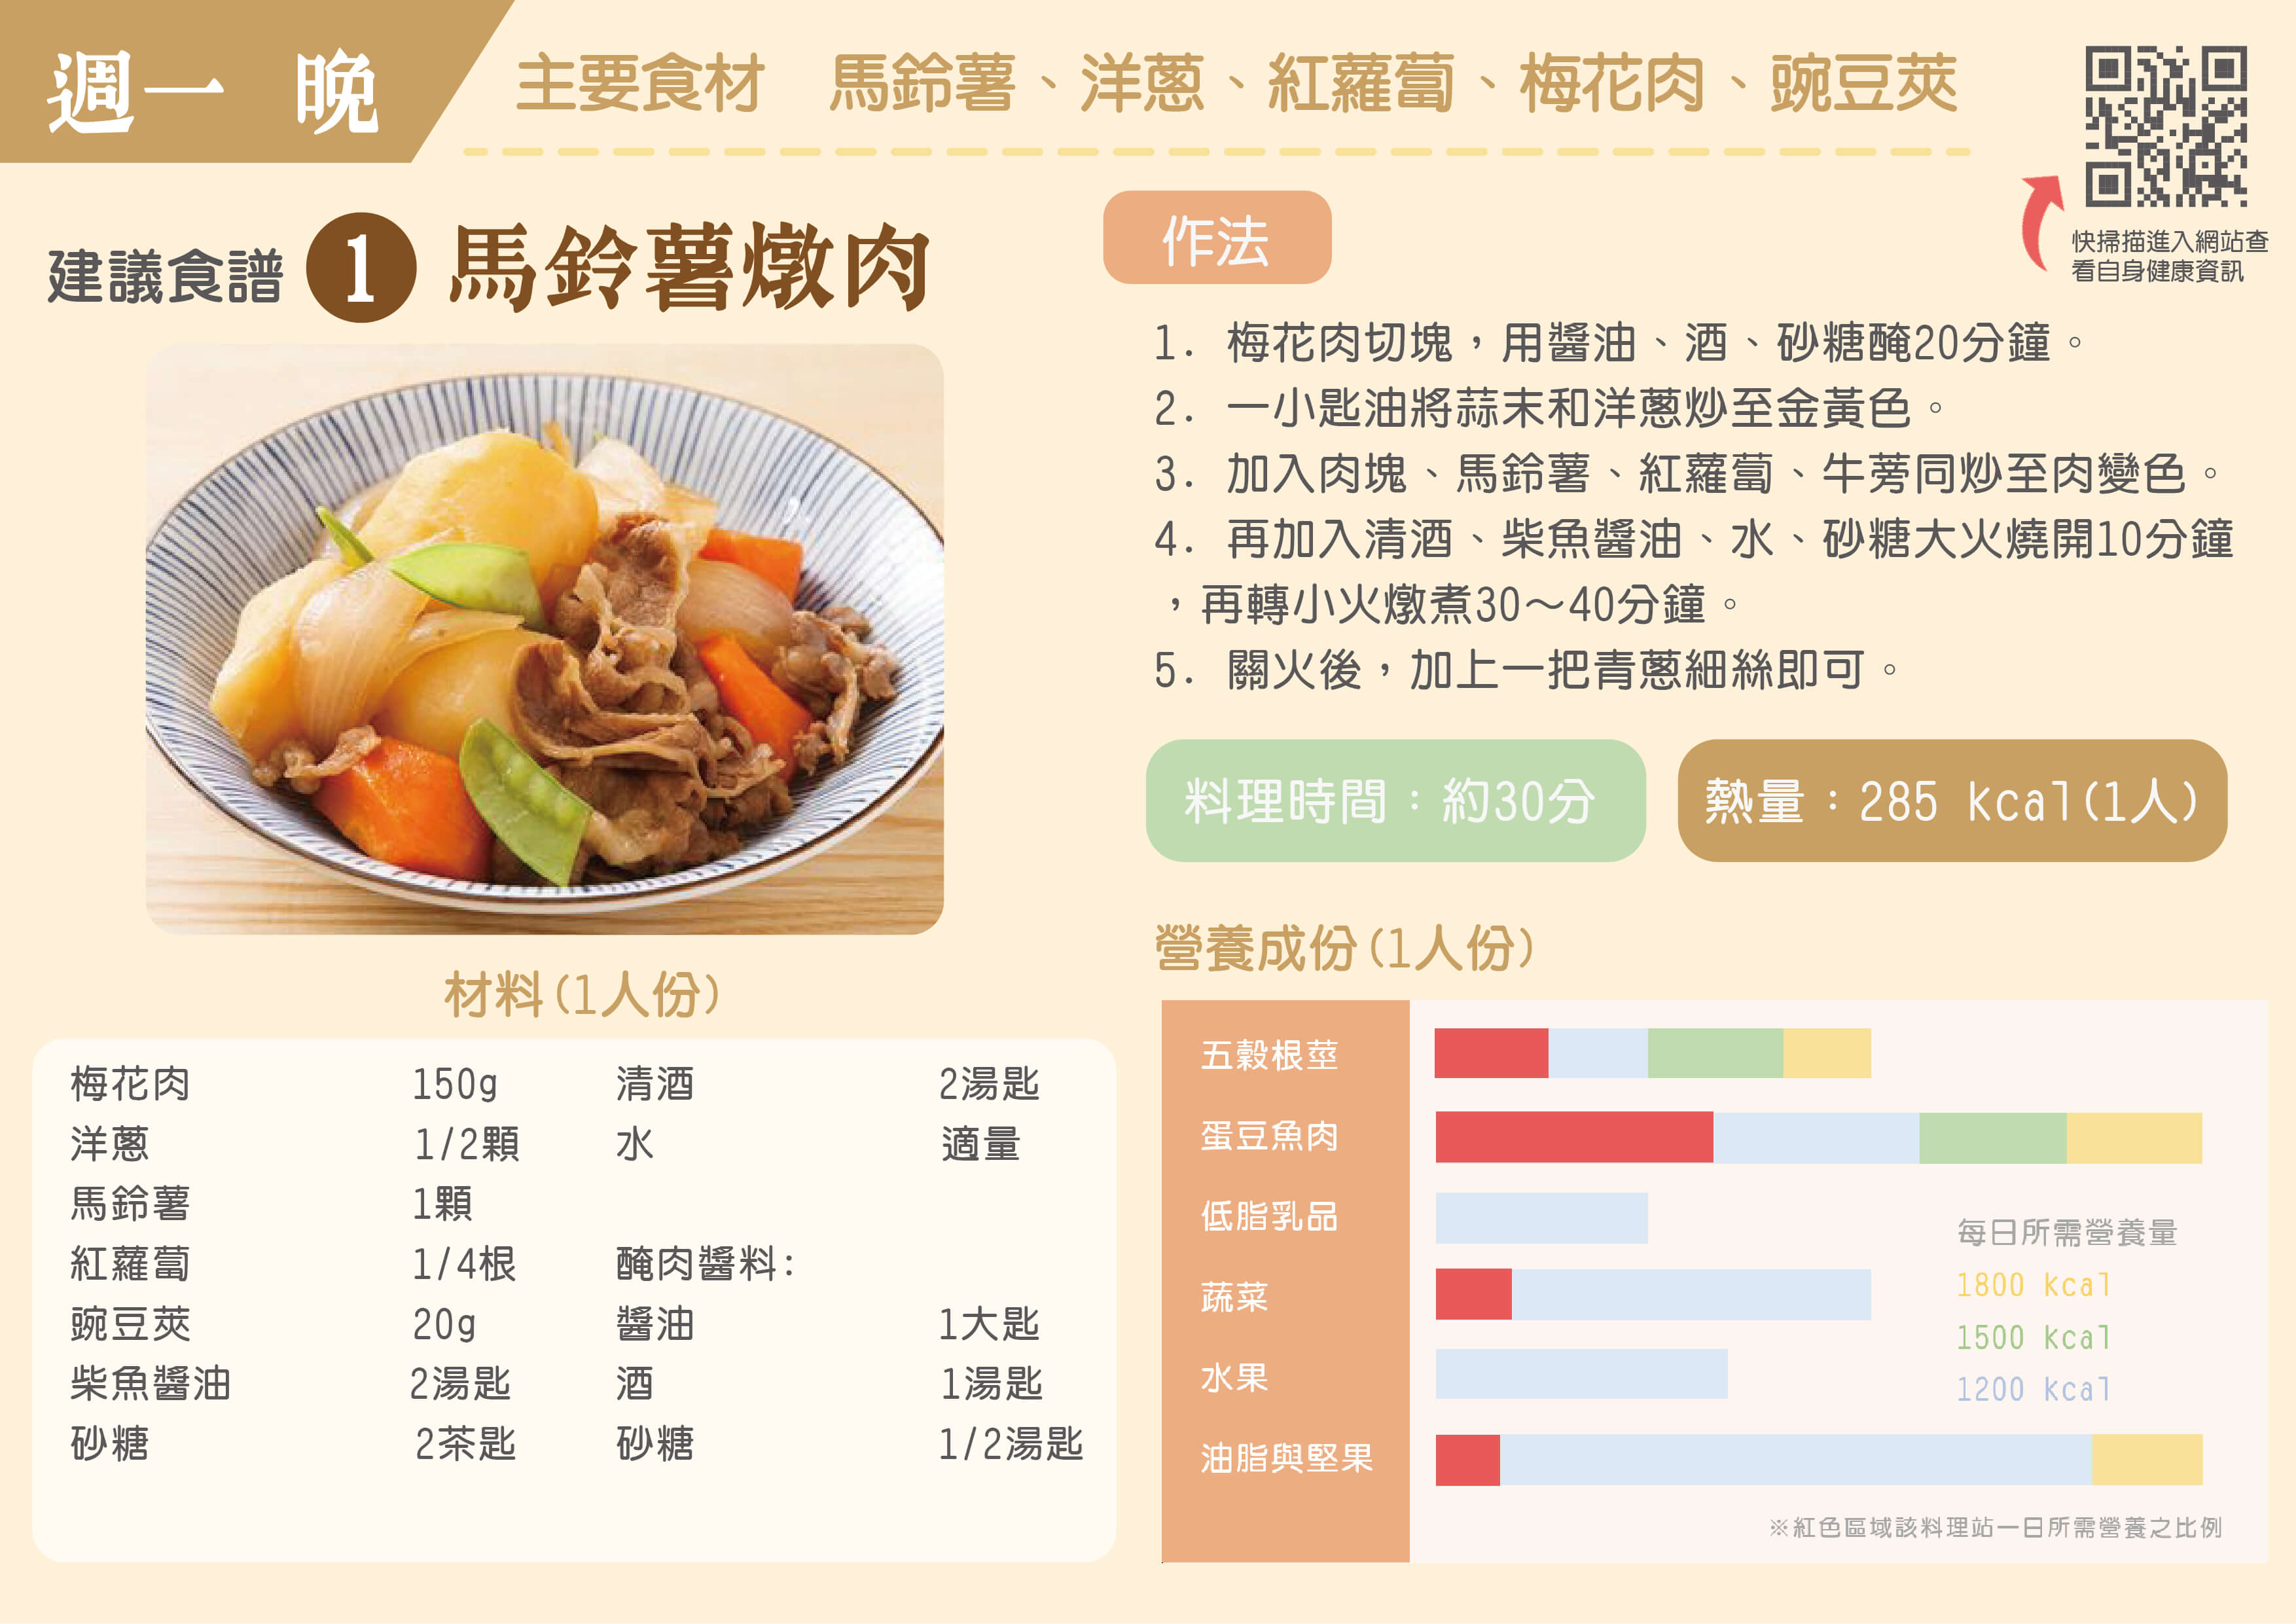 週一 晚
主要食材 馬鈴薯、洋蔥、紅蘿蔔、梅花肉、豌豆莢
快掃描進入網站查
看自身健康資訊
建議食譜 1 馬鈴薯燉肉
材料(1人份)
梅花肉 150g 清酒 2湯匙
洋蔥 1/2顆 水 適量
馬鈴薯 1顆
紅蘿蔔 1/4根 醃肉醬料:
豌豆莢 20g 醬油 1大匙
柴魚醬油 2湯匙 酒 1湯匙
砂糖 2茶匙 砂糖 1/2湯匙
作法
1. 梅花肉切塊，用醬油、酒、砂糖醃20分鐘。
2. 一小匙油將蒜末和洋蔥炒至金黃色。
3. 加入肉塊、馬鈴薯、紅蘿蔔、牛蒡同炒至肉變色。
4. 再加入清酒、柴魚醬油、水、砂糖大火燒開10分鐘
，再轉小火燉煮30～40分鐘。
5. 關火後，加上一把青蔥細絲即可。
料理時間：約30分
熱量：285 kcal(1人)
營養成份(1人份)
五穀根莖
蛋豆魚肉
低脂乳品
蔬菜
水果
油脂與堅果
每日所需營養量
1800 kcal
1500 kcal
1200 kcal
※紅色區域該料理站一日所需營養之比例